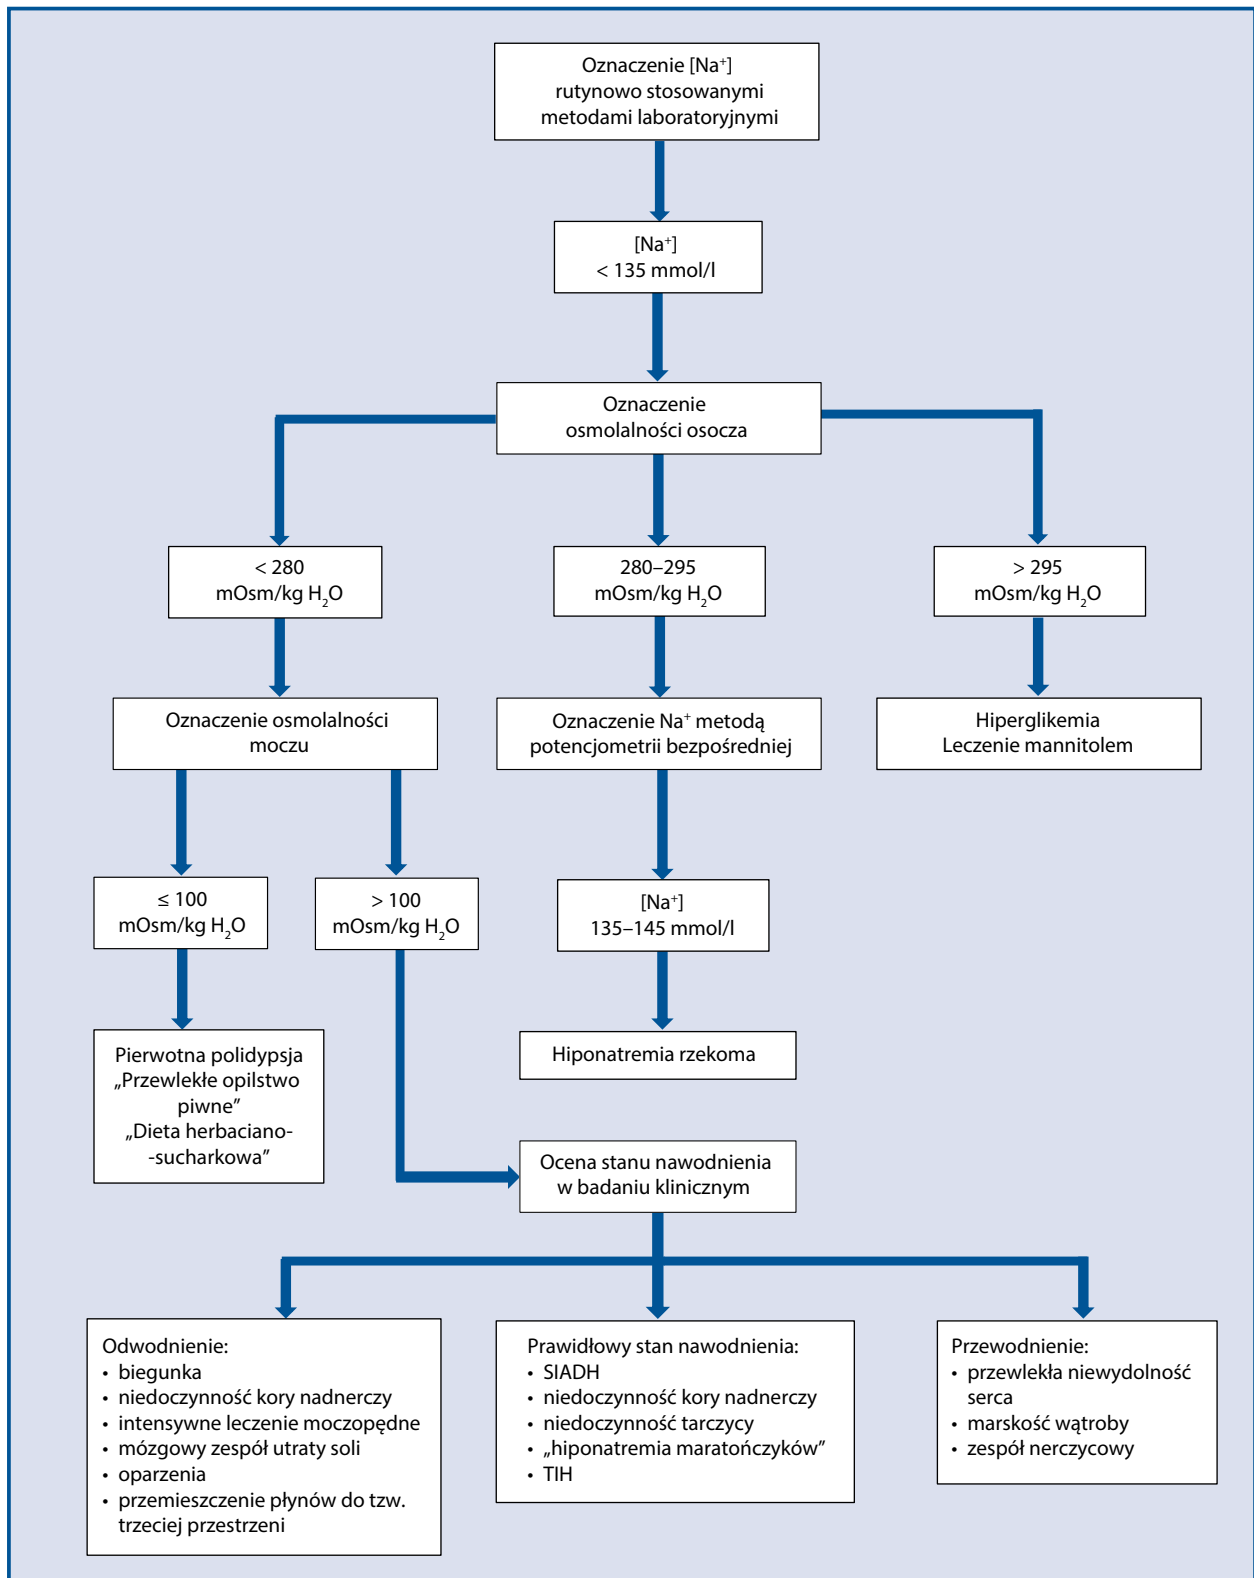 Oznaczenie [Na⁺]
rutynowo stosowanymi
metodami laboratoryjnymi
[Na⁺]
< 135 mmol/l
Oznaczenie
osmolalności osocza
< 280
mOsm/kg H₂O
280–295
mOsm/kg H₂O
> 295
mOsm/kg H₂O
Oznaczenie osmolalności
moczu
Oznaczenie Na⁺ metodą
potencjometrii bezpośredniej
Hiperglikemia
Leczenie mannitolem
≤ 100
mOsm/kg H₂O
> 100
mOsm/kg H₂O
[Na⁺]
135–145 mmol/l
Pierwotna polidypsja
„Przewlekłe opilstwo
piwne”
„Dieta herbaciano-
-sucharkowa”
Hiponatremia rzekoma
Ocena stanu nawodnienia
w badaniu klinicznym
Odwodnienie:
• biegunka
• niedoczynność kory nadnerczy
• intensywne leczenie moczopędne
• mózgowy zespół utraty soli
• oparzenia
• przemieszczenie płynów do tzw.
trzeciej przestrzeni
Prawidłowy stan nawodnienia:
• SIADH
• niedoczynność kory nadnerczy
• niedoczynność tarczycy
• „hiponatremia maratończyków”
• TIH
Przewodnienie:
• przewlekła niewydolność
serca
• marskość wątroby
• zespół nerczycowy